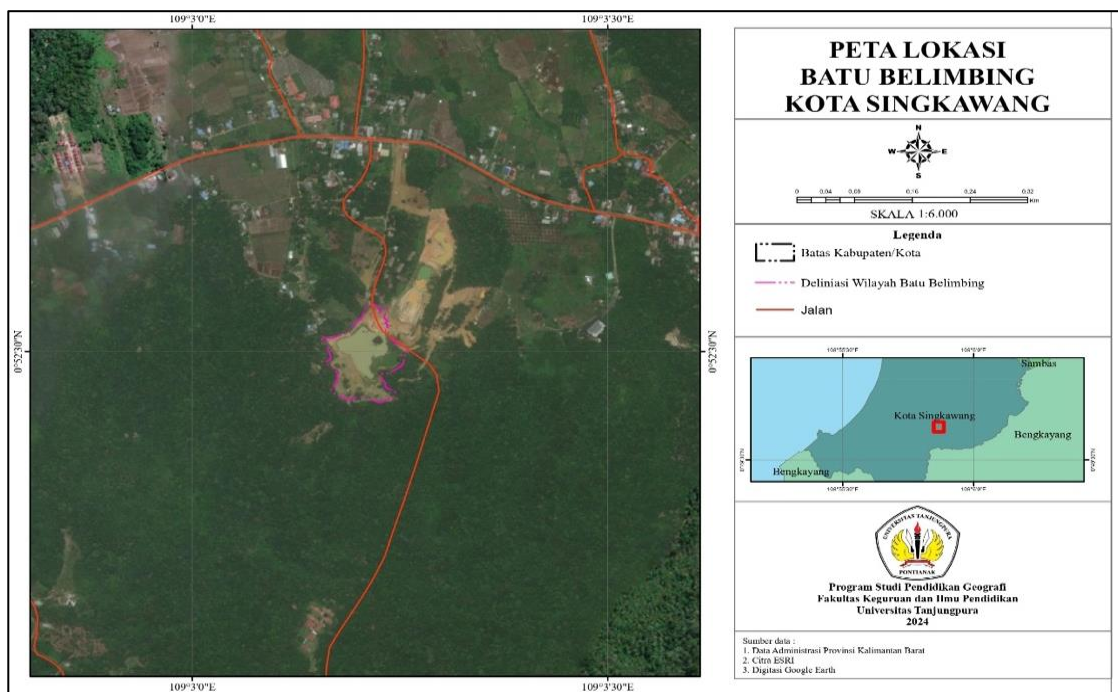 109°3'0"E
109°3'30"E
0°52'30"N
0°52'30"N
109°3'0"E
109°3'30"E
PETA LOKASI
BATU BELIMBING
KOTA SINGKAWANG
N
W
E
S
0 0.04 0.08 0.16 0.24 0.32
Km
SKALA 1:6.000
Legenda
Batas Kabupaten/Kota
Deliniasi Wilayah Batu Belimbing
Jalan
Sambas
Kota Singkawang
Bengkayang
Bengkayang
UNIVERSITAS TANJUNGPURA
PONTIANAK
Program Studi Pendidikan Geografi
Fakultas Keguruan dan Ilmu Pendidikan
Universitas Tanjungpura
2024
Sumber data :
1. Data Administrasi Provinsi Kalimantan Barat
2. Citra ESRI
3. Digitasi Google Earth